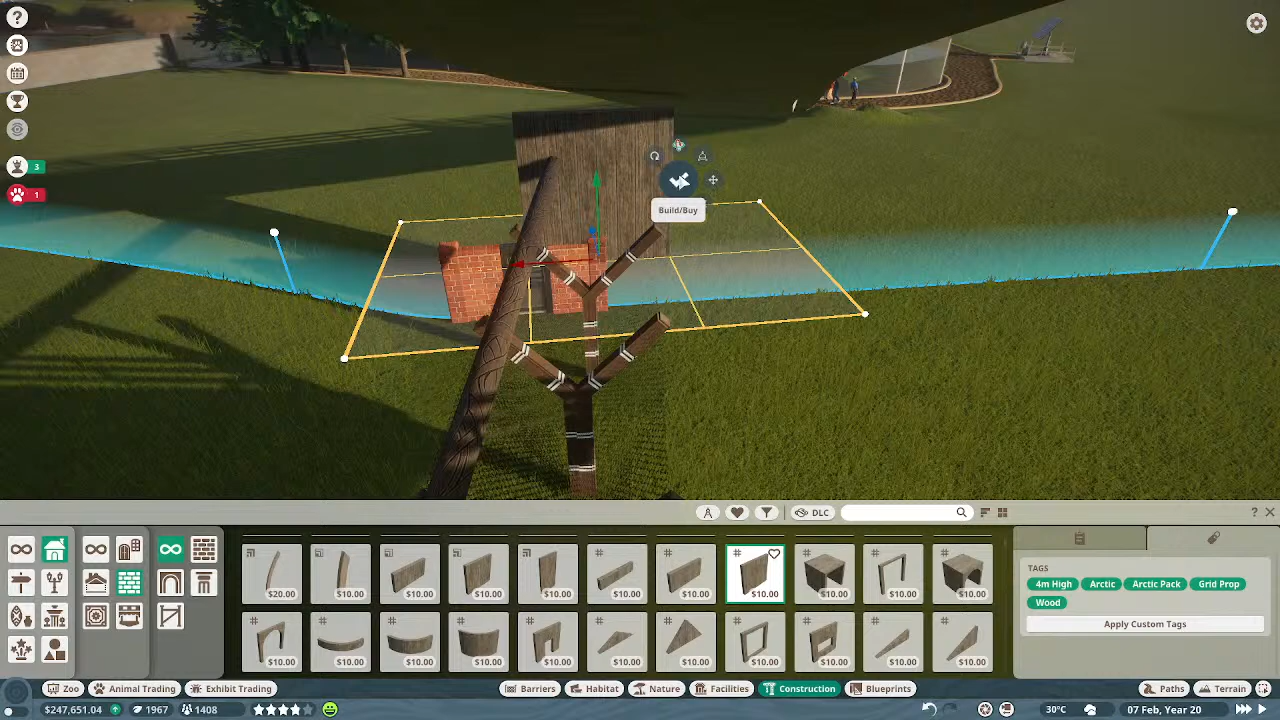 ?
3
1
Build/Buy
DLC
? ×
$20.00 $10.00 $10.00 $10.00 $10.00 $10.00 $10.00 $10.00 $10.00 $10.00 $10.00
$10.00 $10.00 $10.00 $10.00 $10.00 $10.00 $10.00 $10.00 $10.00 $10.00 $10.00
TAGS
4m High Arctic Arctic Pack Grid Prop
Wood
Apply Custom Tags
Zoo Animal Trading Exhibit Trading Barriers Habitat Nature Facilities Construction Blueprints Paths Terrain
$247,651.04 1967 1408 30°C 07 Feb, Year 20